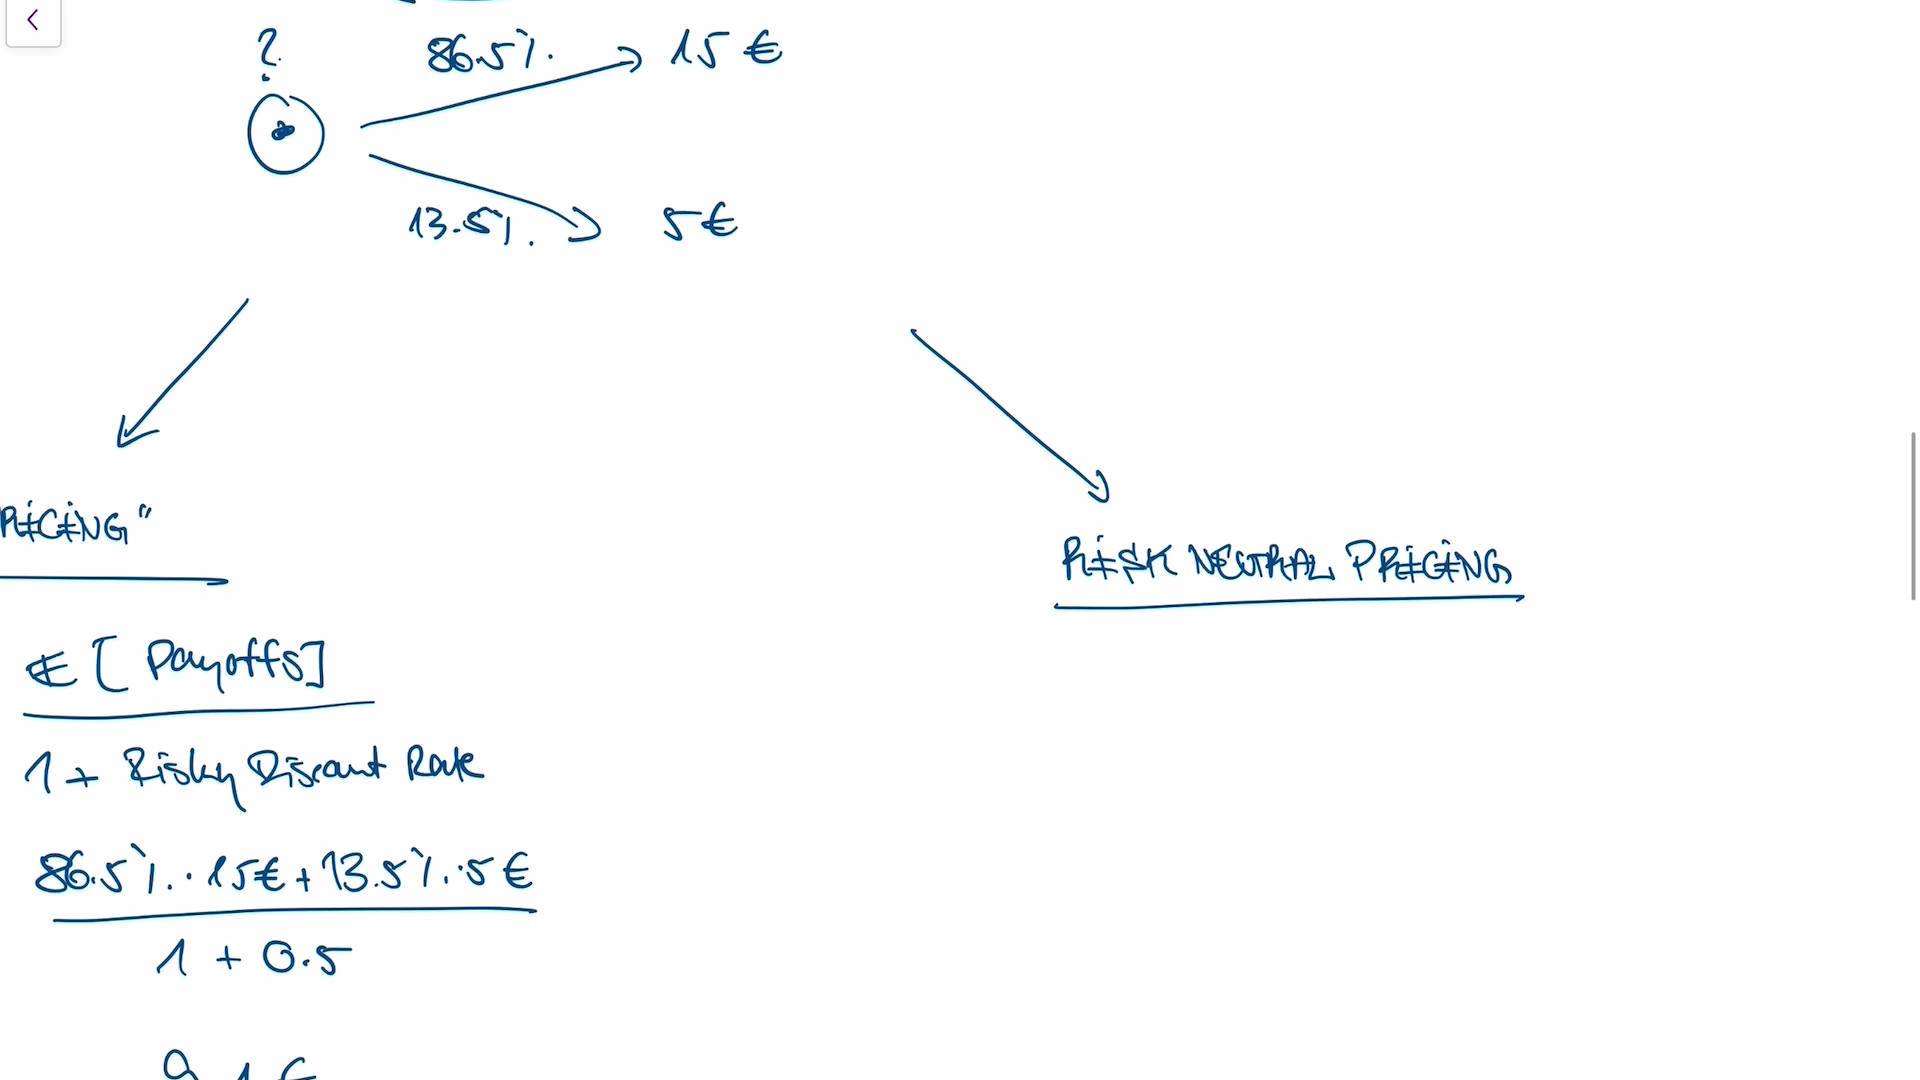 ?
86.5% 15 €
13.5% 5 €
RICING"
RISK NEUTRAL PRICING
E [ Payoffs]
1 + Risky Discount Rate
86.5% · 15€ + 13.5% · 5 €
1 + 0.5